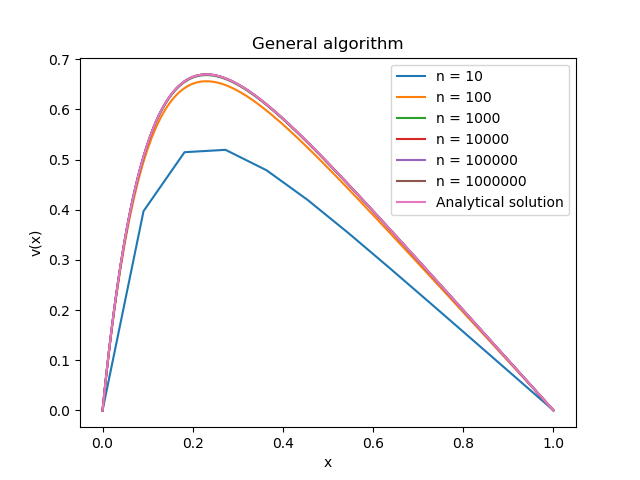 General algorithm
0.7
0.6
0.5
0.4
0.3
0.2
0.1
0.0
v(x)
n = 10
n = 100
n = 1000
n = 10000
n = 100000
n = 1000000
Analytical solution
0.0 0.2 0.4 0.6 0.8 1.0
x